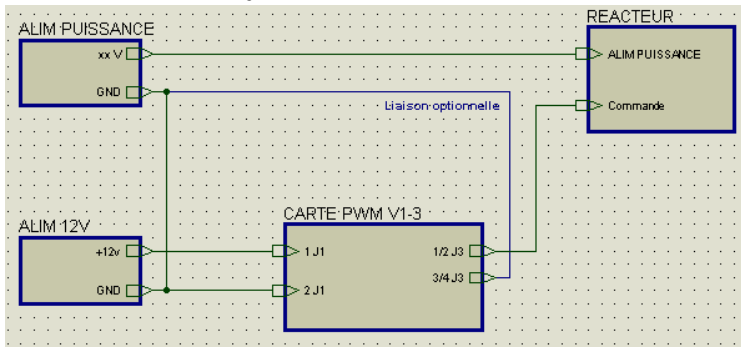 ALIM PUISSANCE
xx V
GND
REACTEUR
ALIM PUISSANCE
Commande
Liaison optionnelle
ALIM 12V
+12v
GND
CARTE PWM V1-3
1 J1
2 J1
1/2 J3
3/4 J3